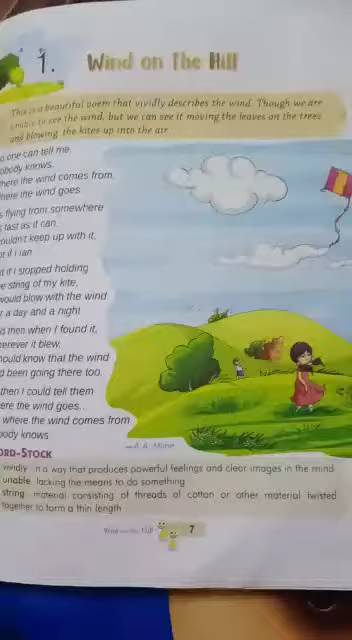 1.
Wind on The Hill
This is a beautiful poem that vividly describes the wind. Though we are
unable to see the wind, but we can see it moving the leaves on the trees
and blowing the kites up into the air.
one can tell me,
obody knows,
here the wind comes from,
here the wind goes.
flying from somewhere
fast as it can,
ouldn't keep up with it,
ot if I ran.
t if I stopped holding
e string of my kite,
would blow with the wind
r a day and a night
d then when I found it,
herever it blew,
hould know that the wind
d been going there too.
then I could tell them
ere the wind goes...
where the wind comes from
body knows
—A. A. Milne
ORD-STOCK
vividly in a way that produces powerful feelings and clear images in the mind
unable lacking the means to do something
string material consisting of threads of cotton or other material twisted
together to form a thin length
Wind on the Hill
7